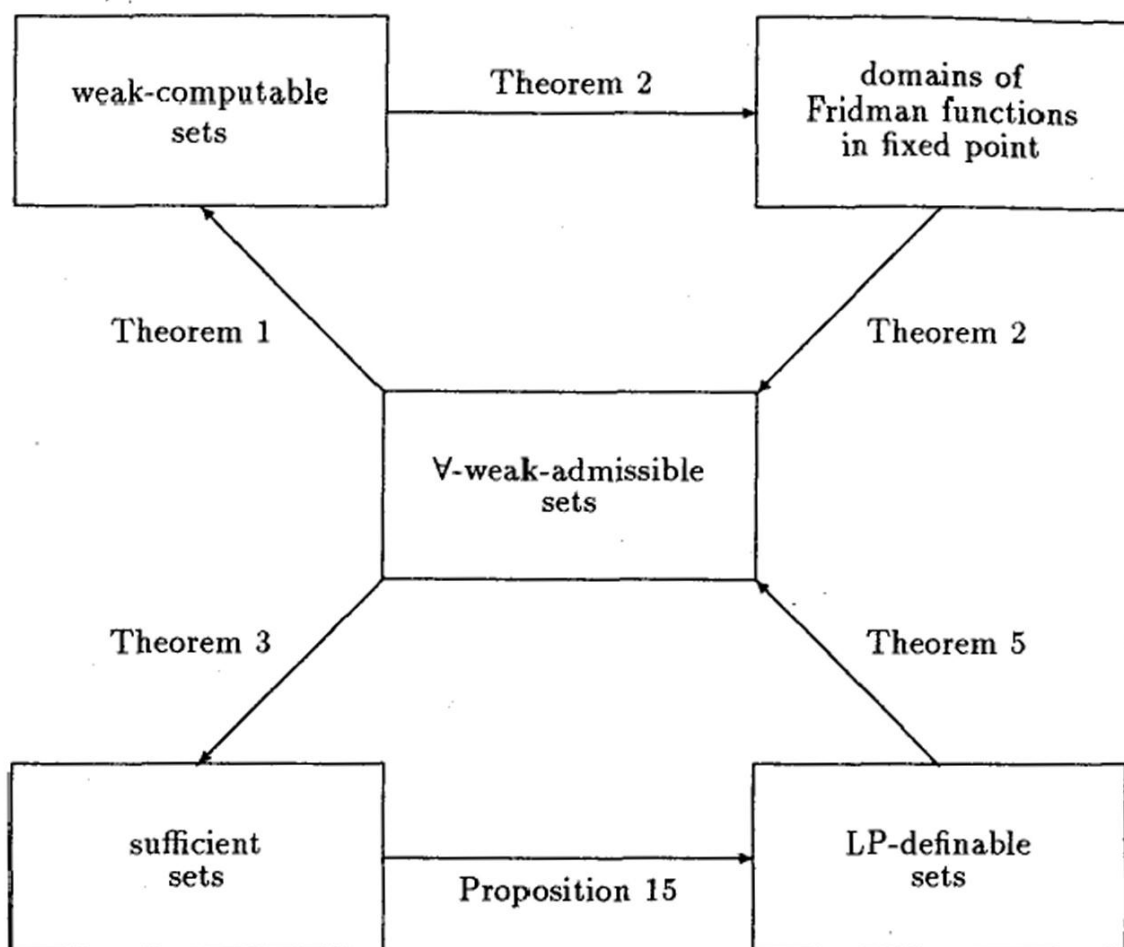 weak-computable
sets
Theorem 2
domains of
Fridman functions
in fixed point
Theorem 1
Theorem 2
∀-weak-admissible
sets
Theorem 3
Theorem 5
sufficient
sets
Proposition 15
LP-definable
sets